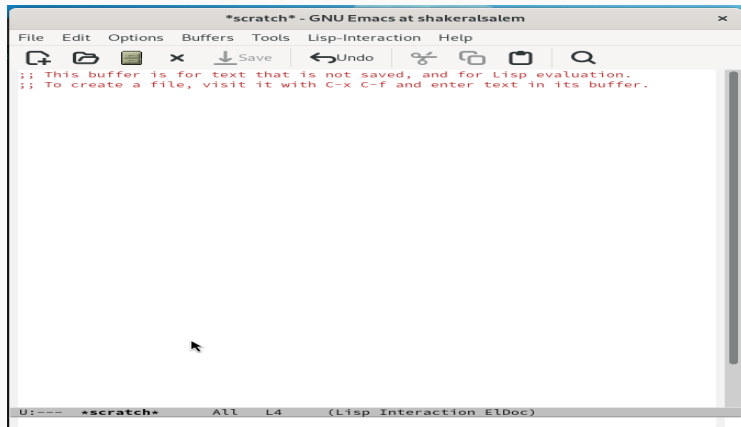 *scratch* - GNU Emacs at shakeralsalem
File Edit Options Buffers Tools Lisp-Interaction Help
Save Undo
;; This buffer is for text that is not saved, and for Lisp evaluation.
;; To create a file, visit it with C-x C-f and enter text in its buffer.
U:--- *scratch* All L4 (Lisp Interaction ElDoc)